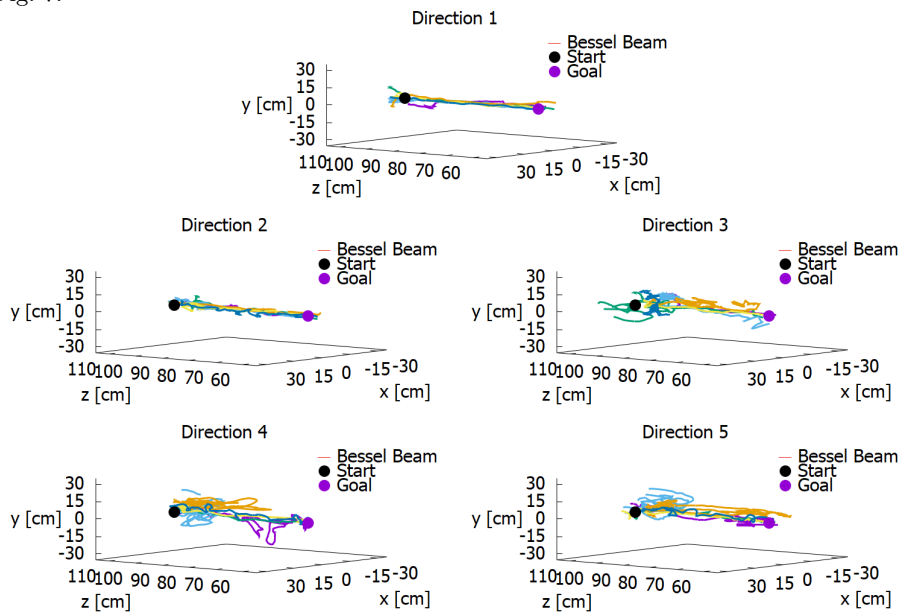 Direction 1
Bessel Beam
Start
Goal
30
15
y [cm] 0
-15
-30
110 100 90 80 70 60
z [cm]
30 15 0 -15 -30
x [cm]
Direction 2
Bessel Beam
Start
Goal
30
15
y [cm] 0
-15
-30
110 100 90 80 70 60
z [cm]
30 15 0 -15 -30
x [cm]
Direction 3
Bessel Beam
Start
Goal
30
15
y [cm] 0
-15
-30
110 100 90 80 70 60
z [cm]
30 15 0 -15 -30
x [cm]
Direction 4
Bessel Beam
Start
Goal
30
15
y [cm] 0
-15
-30
110 100 90 80 70 60
z [cm]
30 15 0 -15 -30
x [cm]
Direction 5
Bessel Beam
Start
Goal
30
15
y [cm] 0
-15
-30
110 100 90 80 70 60
z [cm]
30 15 0 -15 -30
x [cm]